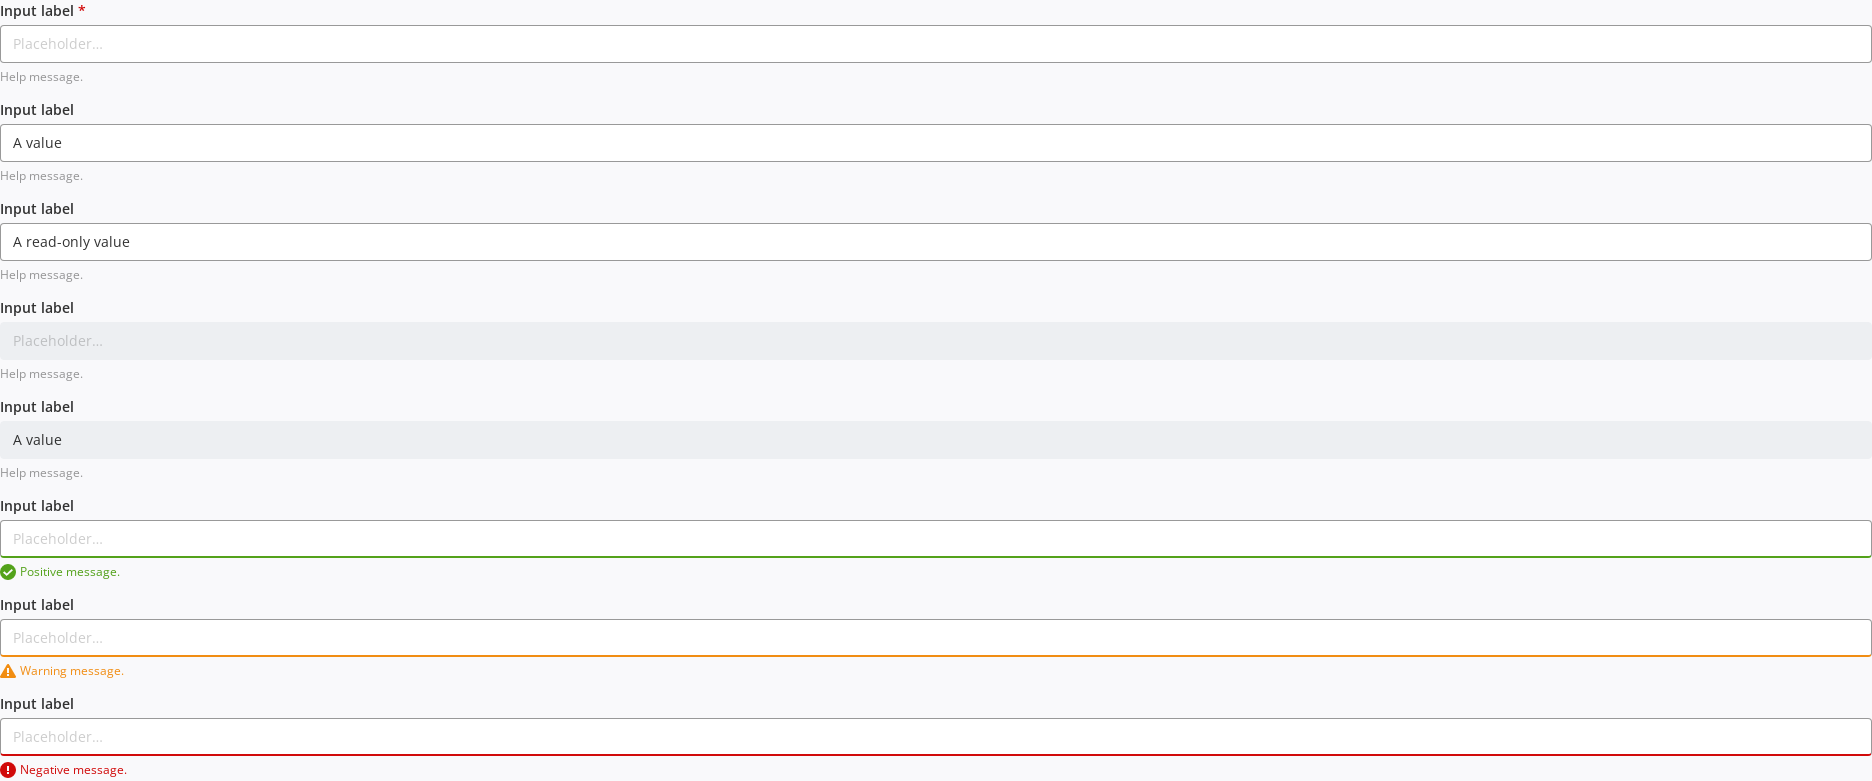 Input label *
Placeholder...
Help message.
Input label
A value
Help message.
Input label
A read-only value
Help message.
Input label
Placeholder...
Help message.
Input label
A value
Help message.
Input label
Placeholder...
Positive message.
Input label
Placeholder...
Warning message.
Input label
Placeholder...
Negative message.